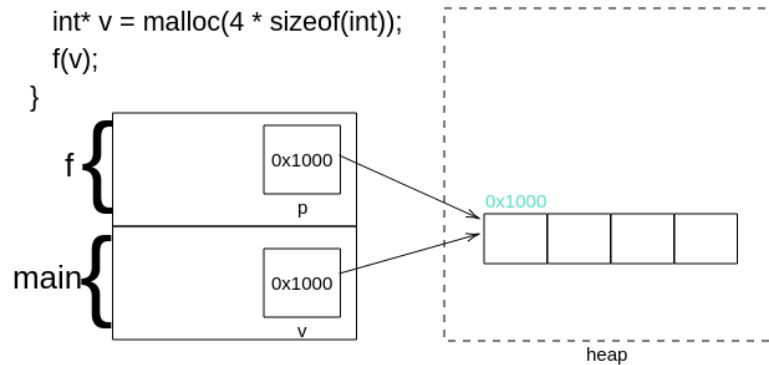 int* v = malloc(4 * sizeof(int));
f(v);
}
f
0x1000
p
0x1000
main
0x1000
v
heap